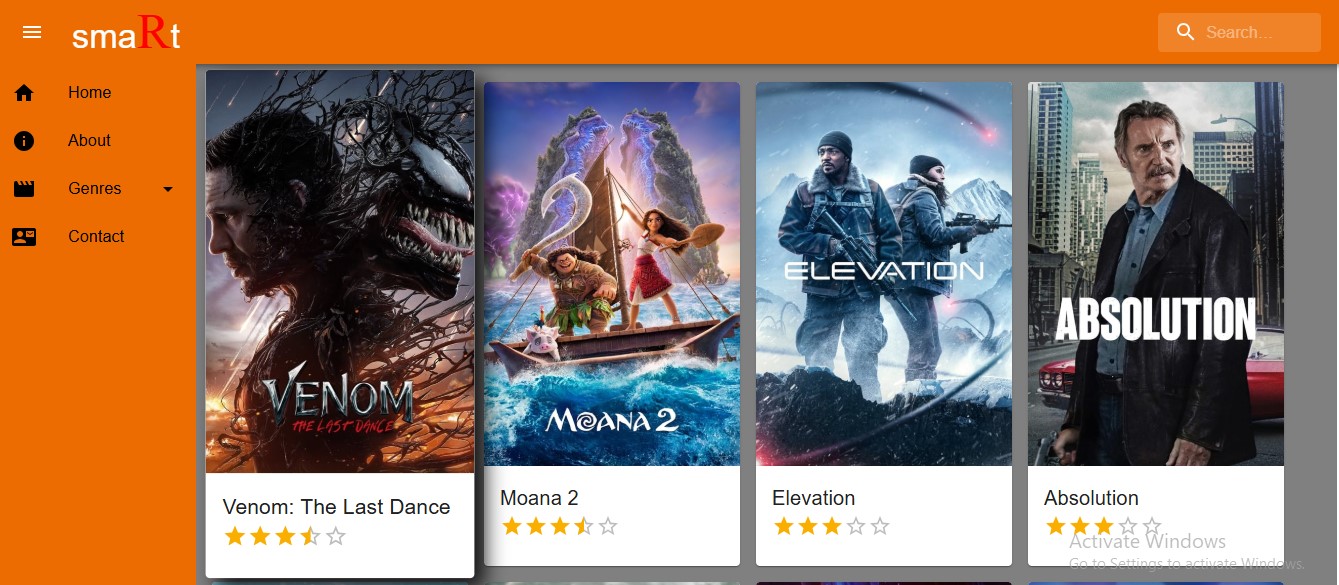 smaRt
Search...
Home
About
Genres
Contact
VENOM
THE LAST DANCE
MOANA 2
ELEVATION
ABSOLUTION
Venom: The Last Dance
Moana 2
Elevation
Absolution
Activate Windows
Go to Settings to activate Windows.